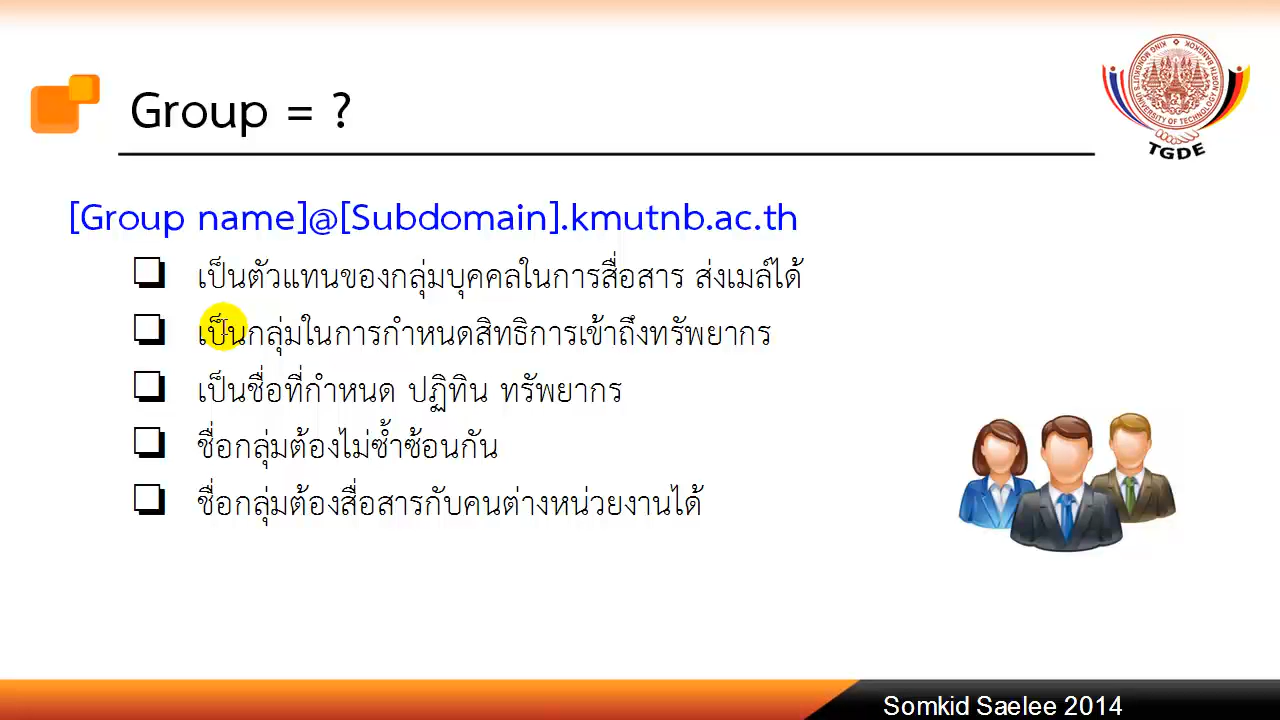 Group = ?
KING MONGKUT'S UNIVERSITY OF TECHNOLOGY NORTH BANGKOK
TGDE
[Group name]@[Subdomain].kmutnb.ac.th
เป็นตัวแทนของกลุ่มบุคคลในการสื่อสาร ส่งเมล์ได้
เป็นกลุ่มในการกำหนดสิทธิการเข้าถึงทรัพยากร
เป็นชื่อที่กำหนด ปฏิทิน ทรัพยากร
ชื่อกลุ่มต้องไม่ซ้ำซ้อนกัน
ชื่อกลุ่มต้องสื่อสารกับคนต่างหน่วยงานได้
Somkid Saelee 2014